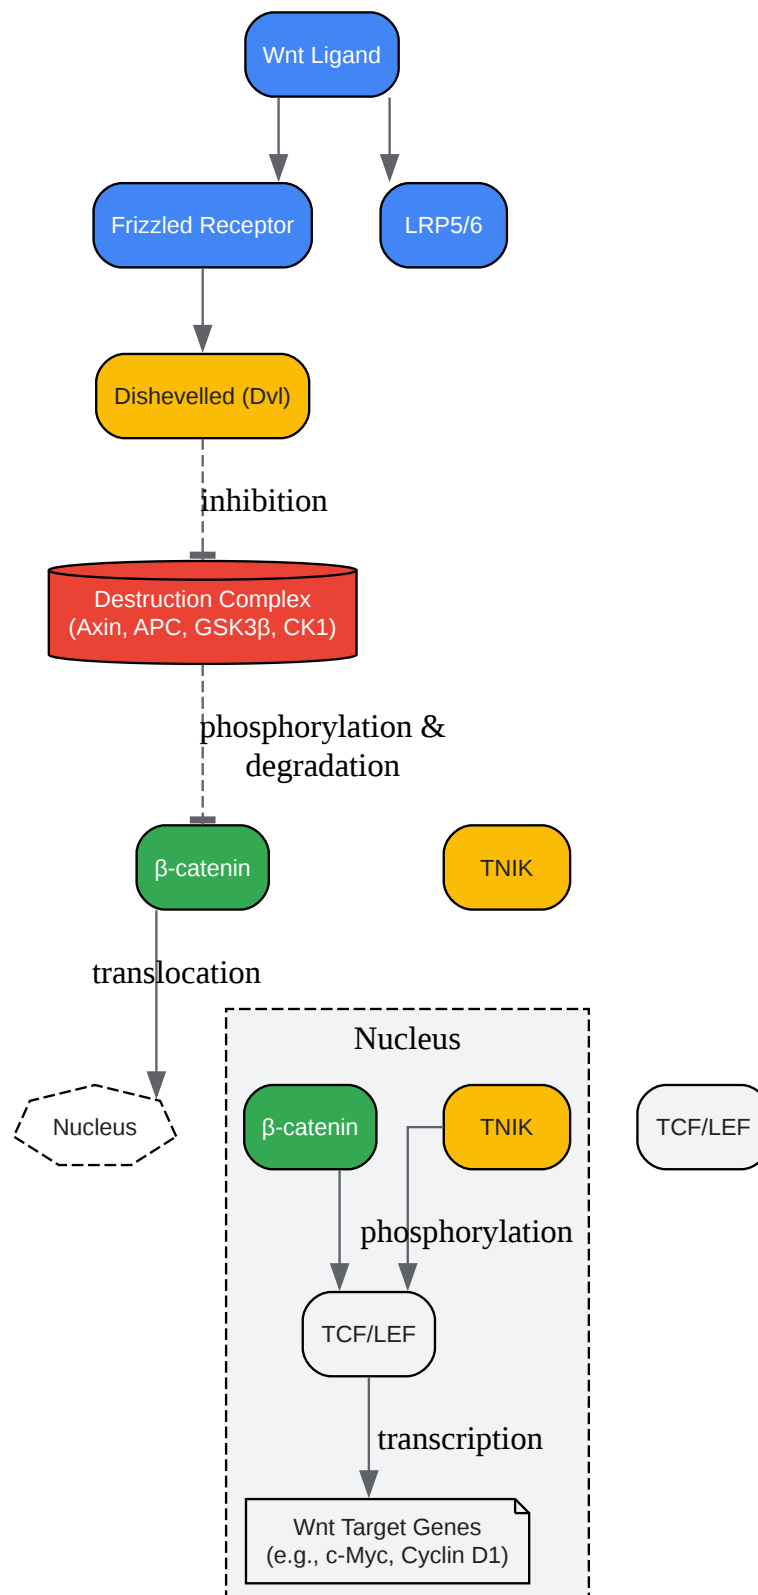 Wnt Ligand
Frizzled Receptor
LRP5/6
Dishevelled (Dvl)
inhibition
Destruction Complex
(Axin, APC, GSK3β, CK1)
phosphorylation &
degradation
β-catenin
TNIK
translocation
Nucleus
Nucleus
β-catenin
TNIK
TCF/LEF
phosphorylation
TCF/LEF
transcription
Wnt Target Genes
(e.g., c-Myc, Cyclin D1)